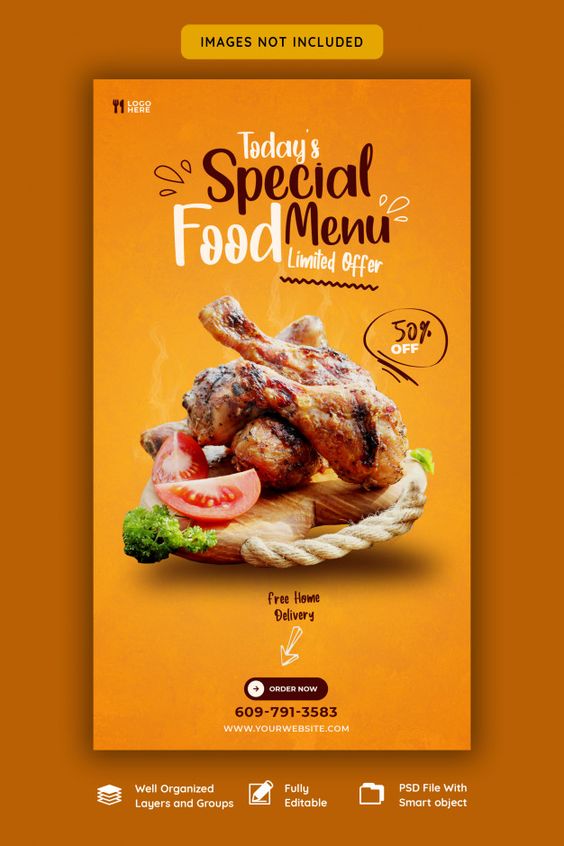 IMAGES NOT INCLUDED
LOGO
HERE
Today's
Special
Food Menu
Limited Offer
50%
OFF
Free Home
Delivery
ORDER NOW
609-791-3583
WWW.YOURWEBSITE.COM
Well Organized
Layers and Groups
Fully
Editable
PSD File With
Smart object